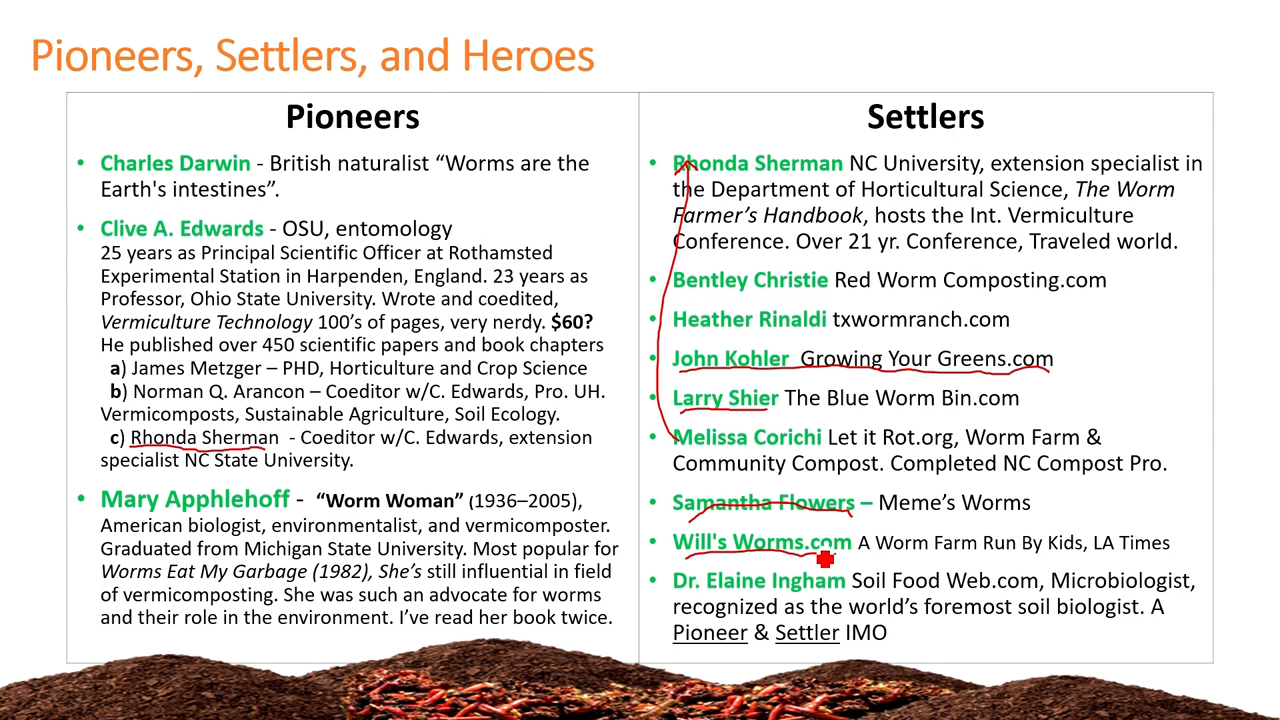 Pioneers, Settlers, and Heroes
Pioneers
• Charles Darwin - British naturalist “Worms are the
Earth's intestines”.
• Clive A. Edwards - OSU, entomology
25 years as Principal Scientific Officer at Rothamsted
Experimental Station in Harpenden, England. 23 years as
Professor, Ohio State University. Wrote and coedited,
Vermiculture Technology 100’s of pages, very nerdy. $60?
He published over 450 scientific papers and book chapters
a) James Metzger – PHD, Horticulture and Crop Science
b) Norman Q. Arancon – Coeditor w/C. Edwards, Pro. UH.
Vermicomposts, Sustainable Agriculture, Soil Ecology.
c) Rhonda Sherman - Coeditor w/C. Edwards, extension
specialist NC State University.
• Mary Apphlehoff - “Worm Woman” (1936–2005),
American biologist, environmentalist, and vermicomposter.
Graduated from Michigan State University. Most popular for
Worms Eat My Garbage (1982), She’s still influential in field
of vermicomposting. She was such an advocate for worms
and their role in the environment. I’ve read her book twice.
Settlers
• Rhonda Sherman NC University, extension specialist in
the Department of Horticultural Science, The Worm
Farmer’s Handbook, hosts the Int. Vermiculture
Conference. Over 21 yr. Conference, Traveled world.
• Bentley Christie Red Worm Composting.com
• Heather Rinaldi txwormranch.com
• John Kohler Growing Your Greens.com
• Larry Shier The Blue Worm Bin.com
• Melissa Corichi Let it Rot.org, Worm Farm &
Community Compost. Completed NC Compost Pro.
• Samantha Flowers – Meme’s Worms
• Will's Worms.com A Worm Farm Run By Kids, LA Times
• Dr. Elaine Ingham Soil Food Web.com, Microbiologist,
recognized as the world’s foremost soil biologist. A
Pioneer & Settler IMO